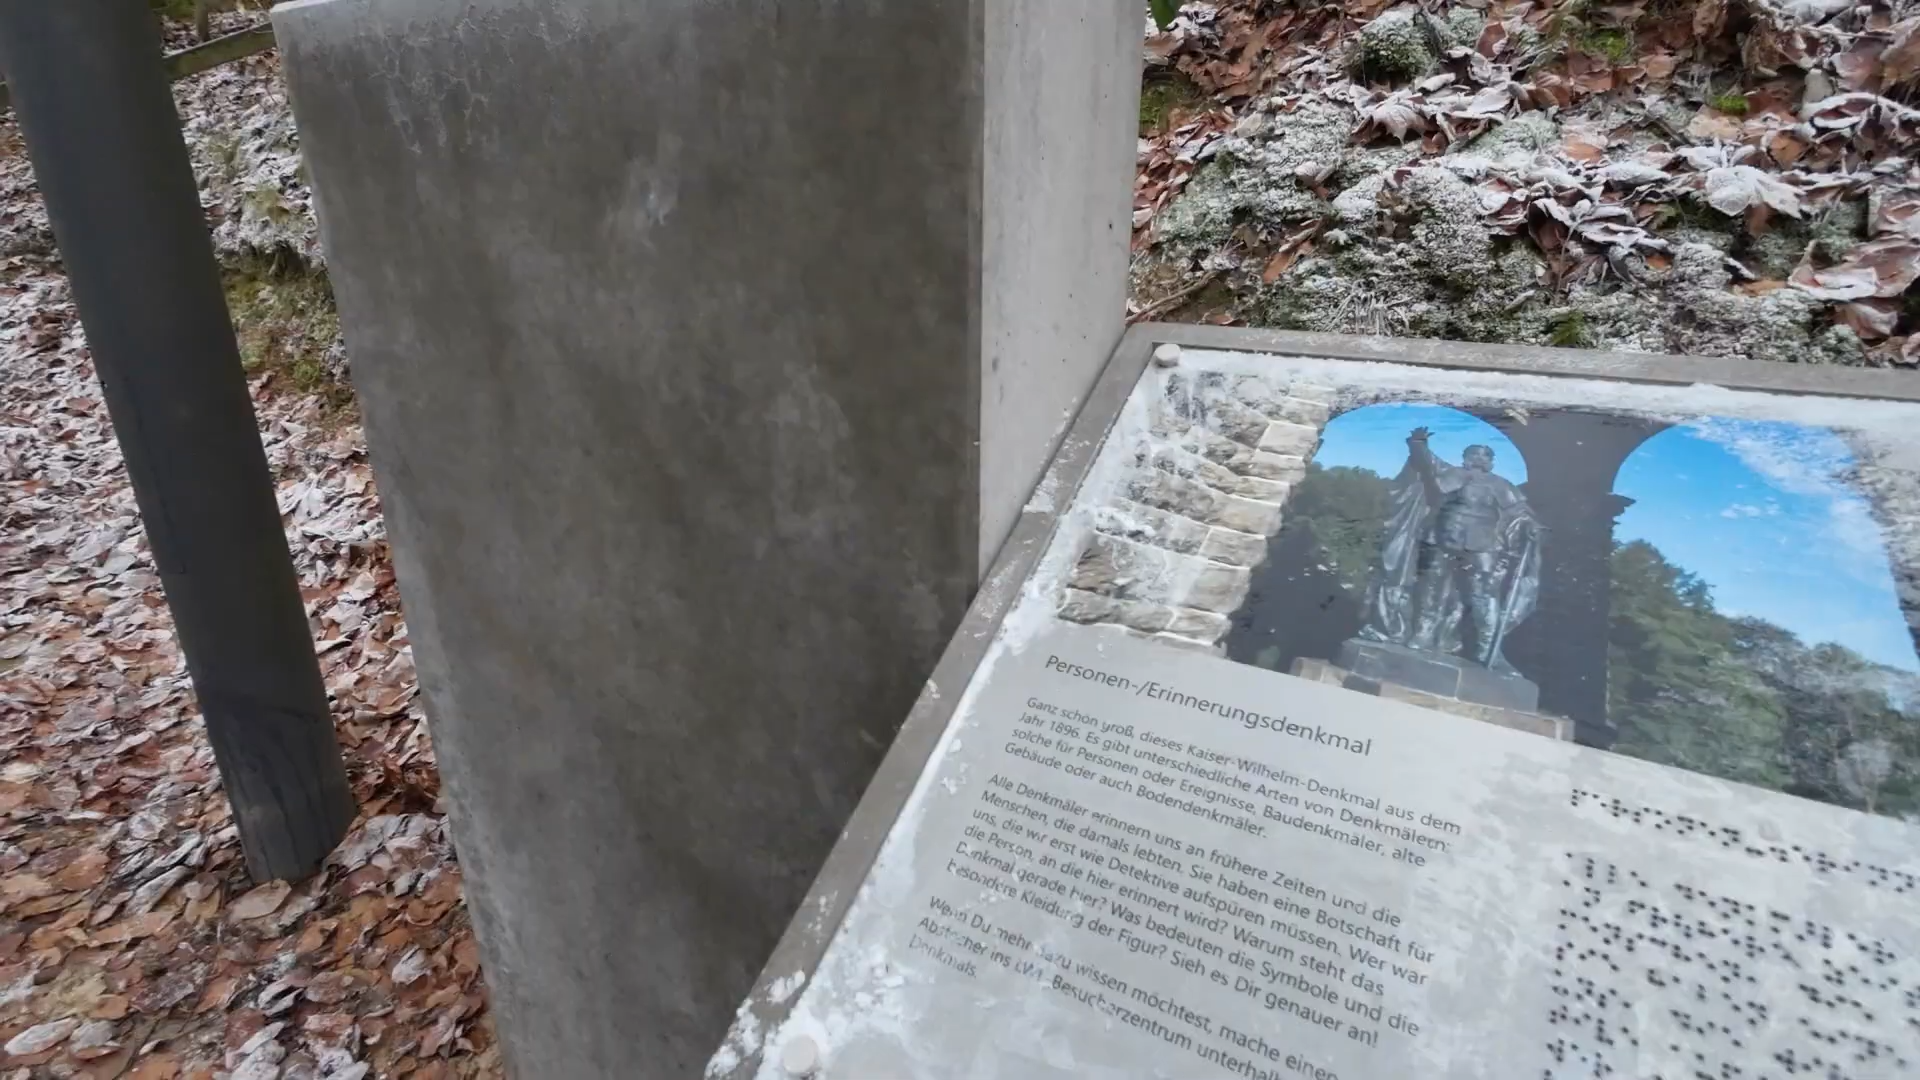 Personen-/Erinnerungsdenkmal
Ganz schön groß, dieses Kaiser-Wilhelm-Denkmal aus dem
Jahr 1896. Es gibt unterschiedliche Arten von Denkmälern:
solche für Personen oder Ereignisse, Baudenkmäler, alte
Gebäude oder auch Bodendenkmäler.
Alle Denkmäler erinnern uns an frühere Zeiten und die
Menschen, die damals lebten. Sie haben eine Botschaft für
uns, die wir erst wie Detektive aufspüren müssen. Wer war
die Person, an die hier erinnert wird? Warum steht das
Denkmal gerade hier? Was bedeuten die Symbole und die
besondere Kleidung der Figur? Sieh es Dir genauer an!
Wenn Du mehr dazu wissen möchtest, mache einen
Abstecher ins LWL-Besucherzentrum unterhalb
Denkmals.